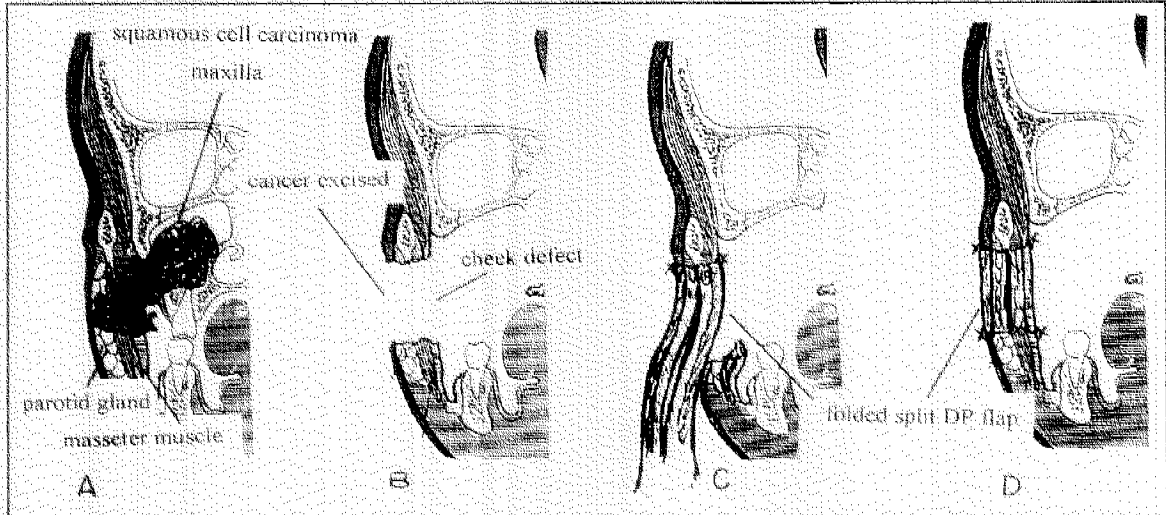 squamous cell carcinoma
maxilla
cancer excised
cheek defect
parotid gland
masseter muscle
folded split DP flap
A
B
C
D